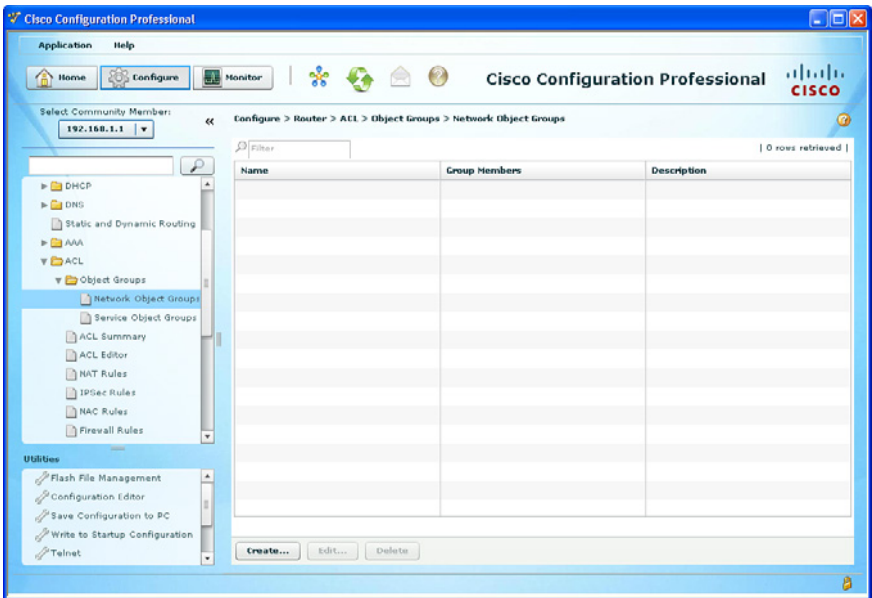 Cisco Configuration Professional
Application Help
Home Configure Monitor
Cisco Configuration Professional
CISCO
Select Community Member:
192.168.1.1
«
Configure > Router > ACL > Object Groups > Network Object Groups
Filter
| 0 rows retrieved |
Name Group Members Description
DHCP
DNS
Static and Dynamic Routing
AAA
ACL
Object Groups
Network Object Groups
Service Object Groups
ACL Summary
ACL Editor
NAT Rules
IPSec Rules
NAC Rules
Firewall Rules
Utilities
Flash File Management
Configuration Editor
Save Configuration to PC
Write to Startup Configuration
Telnet
Create... Edit... Delete